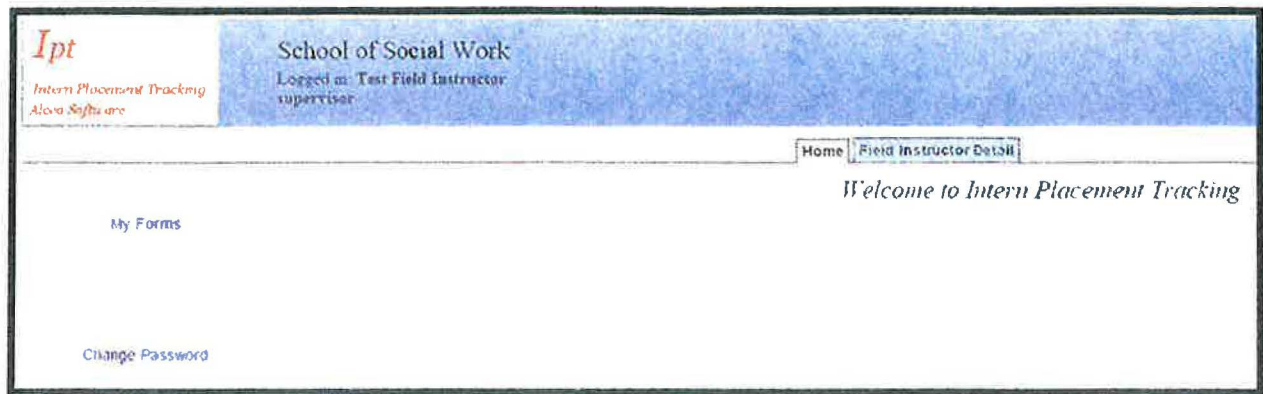 Ipt
Intern Placement Tracking
Alcea Software
School of Social Work
Logged in: Test Field Instructor
supervisor
Home
Field Instructor Detail
Welcome to Intern Placement Tracking
My Forms
Change Password